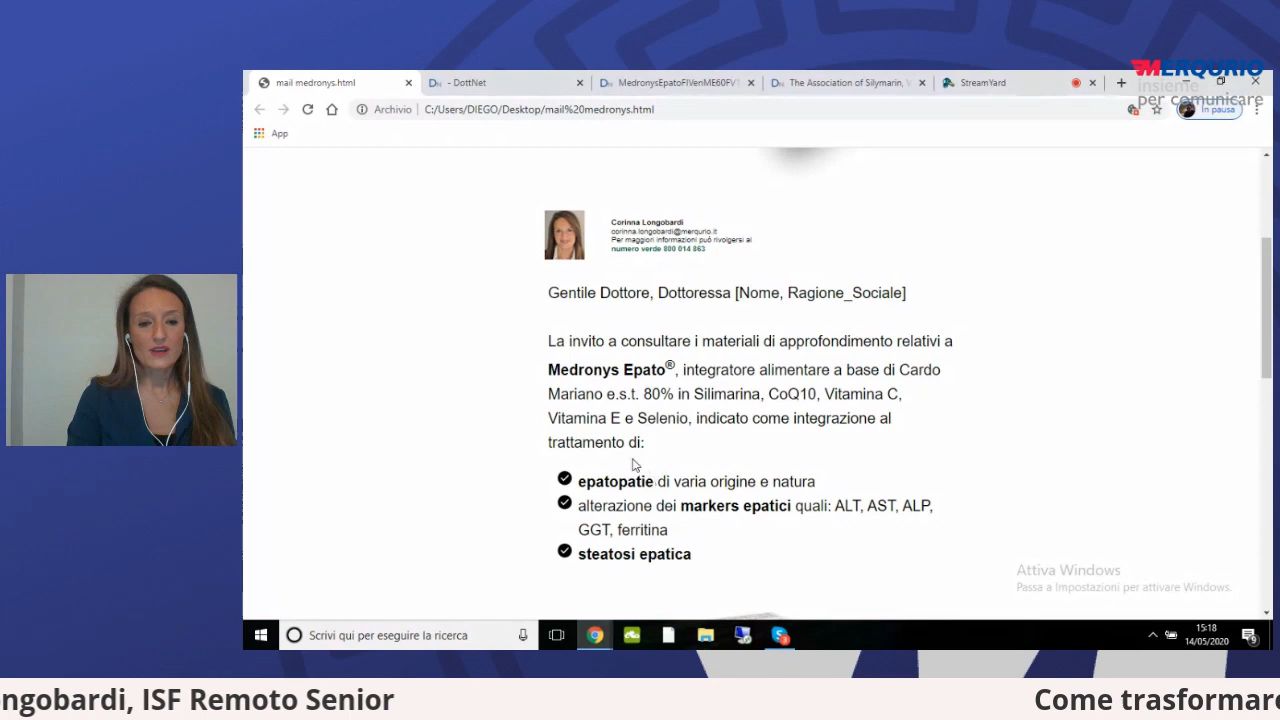 mail medronys.html
- DottNet
MedronysEpatoFIVenME60FV1
The Association of Silymarin, V
StreamYard
MERQURIO
insieme
per comunicare
Archivio
C:/Users/DIEGO/Desktop/mail%20medronys.html
In pausa
App
Corinna Longobardi
corinna.longobardi@merqurio.it
Per maggiori informazioni può rivolgersi al
numero verde 800 014 863
Gentile Dottore, Dottoressa [Nome, Ragione_Sociale]
La invito a consultare i materiali di approfondimento relativi a
Medronys Epato®, integratore alimentare a base di Cardo
Mariano e.s.t. 80% in Silimarina, CoQ10, Vitamina C,
Vitamina E e Selenio, indicato come integrazione al
trattamento di:
epatopatie di varia origine e natura
alterazione dei markers epatici quali: ALT, AST, ALP,
GGT, ferritina
steatosi epatica
Attiva Windows
Passa a Impostazioni per attivare Windows.
Scrivi qui per eseguire la ricerca
15:18
14/05/2020
ongobardi, ISF Remoto Senior
Come trasformare